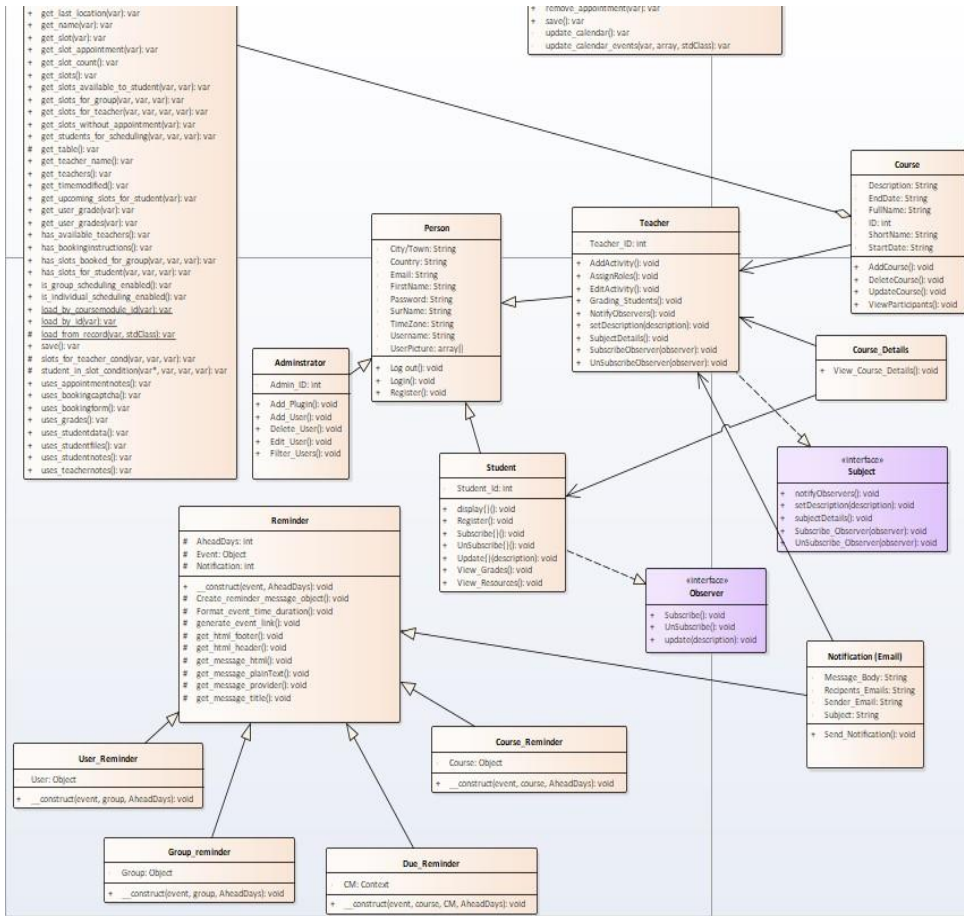 + get_last_location(var): var
+ get_name(var): var
+ get_slot(var): var
+ get_slot_appointment(var): var
+ get_slot_count(): var
+ get_slots(): var
+ get_slots_available_to_student(var, var): var
+ get_slots_for_group(var, var, var): var
+ get_slots_for_teacher(var, var, var, var): var
+ get_slots_without_appointment(var, var): var
+ get_students_for_scheduling(var, var, var): var
# get_table(): var
+ get_teacher_name(): var
+ get_teachers(): var
+ get_timemodified(): var
+ get_upcoming_slots_for_student(var): var
+ get_user_grade(var): var
+ get_user_grades(var): var
+ has_available_teachers(): var
+ has_bookinginstructions(): var
+ has_slots_booked_for_group(var, var, var): var
+ has_slots_for_student(var, var, var): var
+ is_group_scheduling_enabled(): var
+ is_individual_scheduling_enabled(): var
+ load_by_coursemodule_id(var): var
+ load_by_id(var): var
# load_from_record(var, stdClass): var
+ save(): var
# slots_for_teacher_cond(var, var, var): var
# student_in_slot_condition(var*, var, var, var): var
+ uses_appointmentnotes(): var
+ uses_bookingcaptcha(): var
+ uses_bookingform(): var
+ uses_grades(): var
+ uses_studentdata(): var
+ uses_studentfiles(): var
+ uses_studentnotes(): var
+ uses_teachernotes(): var
+ remove_appointment(var): var
+ save(): var
- update_calendar(): var
- update_calendar_events(var, array, stdClass): var
Course
- Description: String
- EndDate: String
- FullName: String
- ID: int
- ShortName: String
- StartDate: String
+ AddCourse(): void
+ DeleteCourse(): void
+ UpdateCourse(): void
+ ViewParticipants(): void
Person
- City/Town: String
- Country: String
- Email: String
- FirstName: String
- Password: String
- SurName: String
- TimeZone: String
- Username: String
- UserPicture: array[]
+ Log out(): void
+ Login(): void
+ Register(): void
Teacher
- Teacher_ID: int
+ AddActivity(): void
+ AssignRoles(): void
+ EditActivity(): void
+ Grading_Students(): void
+ NotifyObservers(): void
+ setDescription(description): void
+ SubjectDetails(): void
+ SubscribeObserver(observer): void
+ UnSubscribeObserver(observer): void
Course_Details
+ View_Course_Details(): void
Adminstrator
- Admin_ID: int
+ Add_Plugin(): void
+ Add_User(): void
+ Delete_User(): void
+ Edit_User(): void
+ Filter_Users(): void
Student
- Student_Id: int
+ display{}(): void
+ Register(): void
+ Subscribe{}(): void
+ UnSubscribe{}(): void
+ Update{}(description): void
+ View_Grades(): void
+ View_Resources(): void
«interface»
Subject
+ notifyObservers(): void
+ setDescription(description): void
+ subjectDetails(): void
+ Subscribe_Observer(observer): void
+ UnSubscribe_Observer(observer): void
«interface»
Observer
+ Subscribe(): void
+ UnSubscribe(): void
+ update(description): void
Reminder
# AheadDays: int
# Event: Object
# Notification: int
+ __construct(event, AheadDays): void
# Create_reminder_message_object(): void
# Format_event_time_duration(): void
# generate_event_link(): void
# get_html_footer(): void
# get_html_header(): void
# get_message_html(): void
# get_message_plainText(): void
# get_message_provider(): void
# get_message_title(): void
Notification (Email)
- Message_Body: String
- Recipents_Emails: String
- Sender_Email: String
- Subject: String
+ Send_Notification(): void
User_Reminder
- User: Object
+ __construct(event, group, AheadDays): void
Course_Reminder
- Course: Object
+ __construct(event, course, AheadDays): void
Group_reminder
- Group: Object
+ __construct(event, group, AheadDays): void
Due_Reminder
- CM: Context
+ __construct(event, course, CM, AheadDays): void